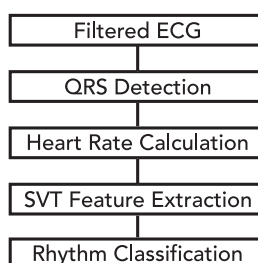 Filtered ECG
QRS Detection
Heart Rate Calculation
SVT Feature Extraction
Rhythm Classification